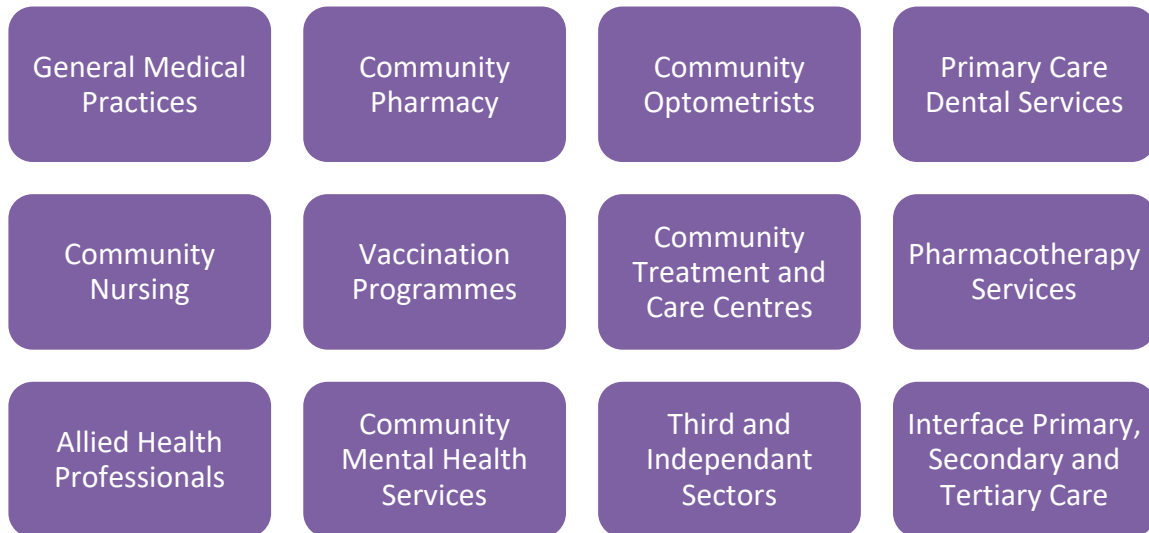 General Medical
Practices
Community
Pharmacy
Community
Optometrists
Primary Care
Dental Services
Community
Nursing
Vaccination
Programmes
Community
Treatment and
Care Centres
Pharmacotherapy
Services
Allied Health
Professionals
Community
Mental Health
Services
Third and
Independant
Sectors
Interface Primary,
Secondary and
Tertiary Care